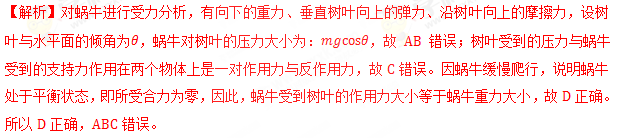 【解析】对蜗牛进行受力分析，有向下的重力、垂直树叶向上的弹力、沿树叶向上的摩擦力，设树
叶与水平面的倾角为θ，蜗牛对树叶的压力大小为：mgcosθ，故 AB 错误；树叶受到的压力与蜗牛
受到的支持力作用在两个物体上是一对作用力与反作用力，故 C 错误。因蜗牛缓慢爬行，说明蜗牛
处于平衡状态，即所受合力为零，因此，蜗牛受到树叶的作用力大小等于蜗牛重力大小，故 D 正确。
所以 D 正确，ABC 错误。